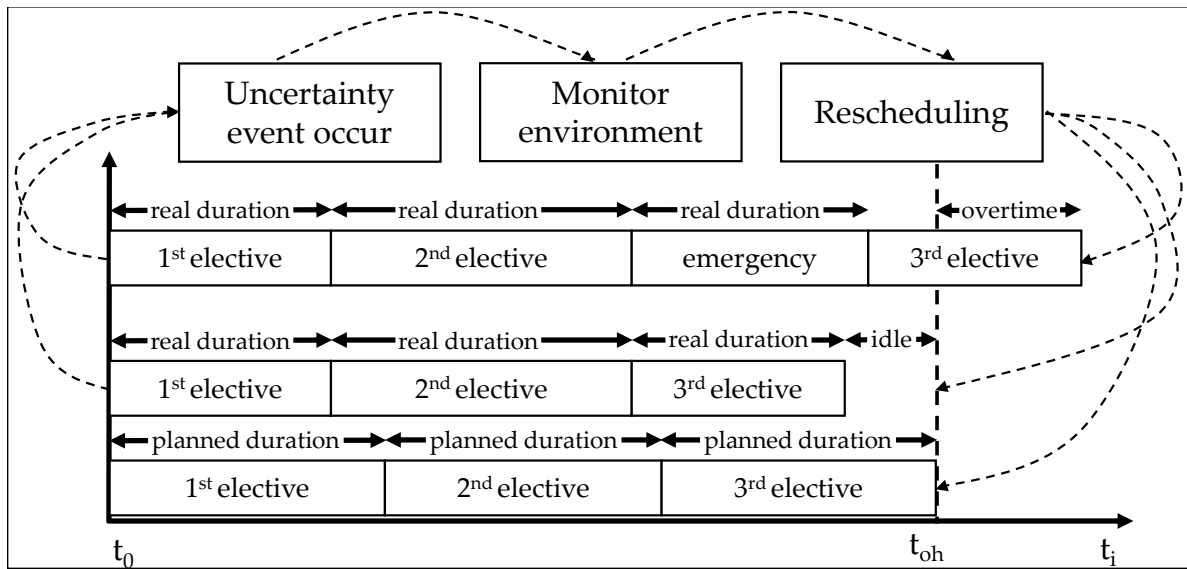 Uncertainty
event occur
Monitor
environment
Rescheduling
real duration real duration real duration overtime
1st elective 2nd elective emergency 3rd elective
real duration real duration real duration idle
1st elective 2nd elective 3rd elective
planned duration planned duration planned duration
1st elective 2nd elective 3rd elective
t0 toh ti